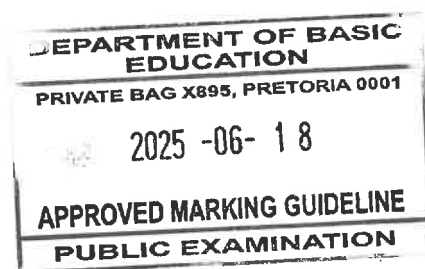 DEPARTMENT OF BASIC
EDUCATION
PRIVATE BAG X895, PRETORIA 0001
2025 -06- 18
APPROVED MARKING GUIDELINE
PUBLIC EXAMINATION